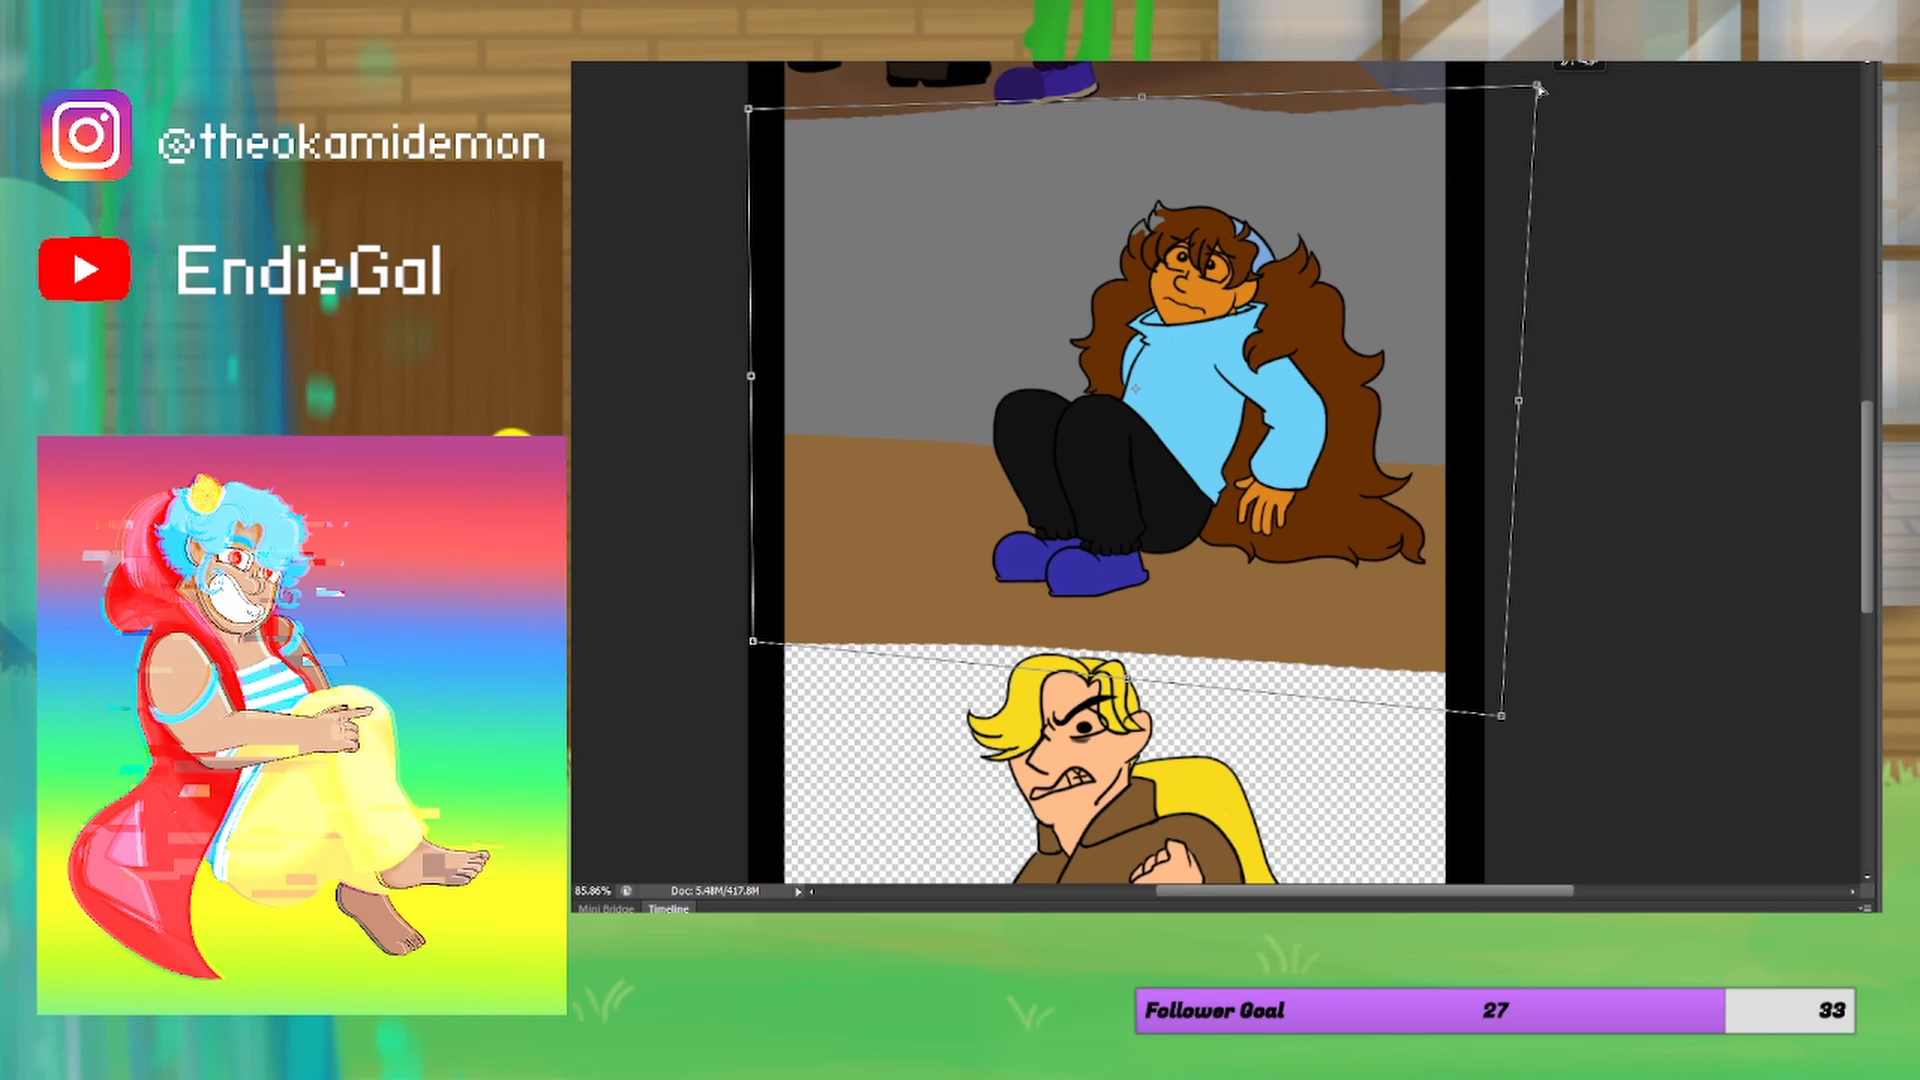 @theokamidemon
EndieGal
85.86%
Doc: 5.48M/417.8M
Mini Bridge
Timeline
Follower Goal
27
33